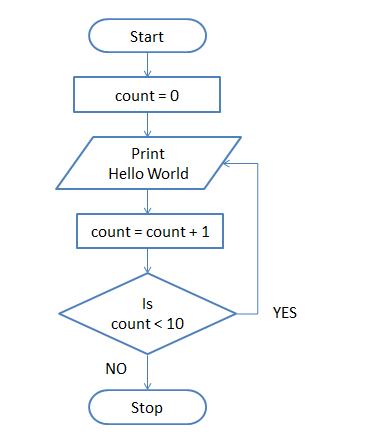 Start
count = 0
Print
Hello World
count = count + 1
Is
count < 10
YES
NO
Stop